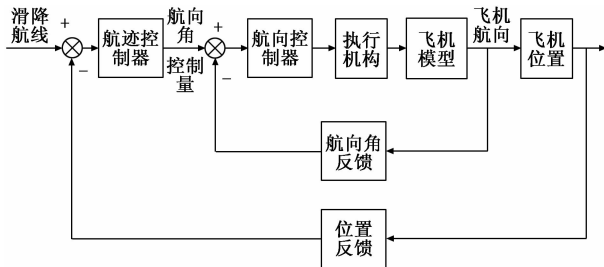 滑降
航线
+
−
航迹控
制器
航向角
控制
量
+
−
航向控
制器
执行
机构
飞机
模型
飞机
航向
飞机
位置
航向角
反馈
位置
反馈